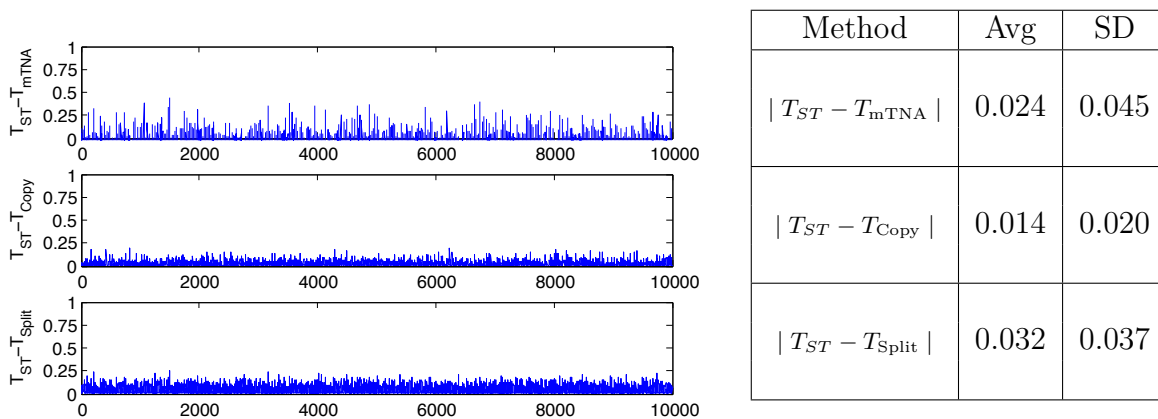 T_ST−T_mTNA
1
0.75
0.5
0.25
0
0 2000 4000 6000 8000 10000
T_ST−T_Copy
1
0.75
0.5
0.25
0
0 2000 4000 6000 8000 10000
T_ST−T_Split
1
0.75
0.5
0.25
0
0 2000 4000 6000 8000 10000
Method Avg SD
| T_ST − T_mTNA | 0.024 0.045
| T_ST − T_Copy | 0.014 0.020
| T_ST − T_Split | 0.032 0.037